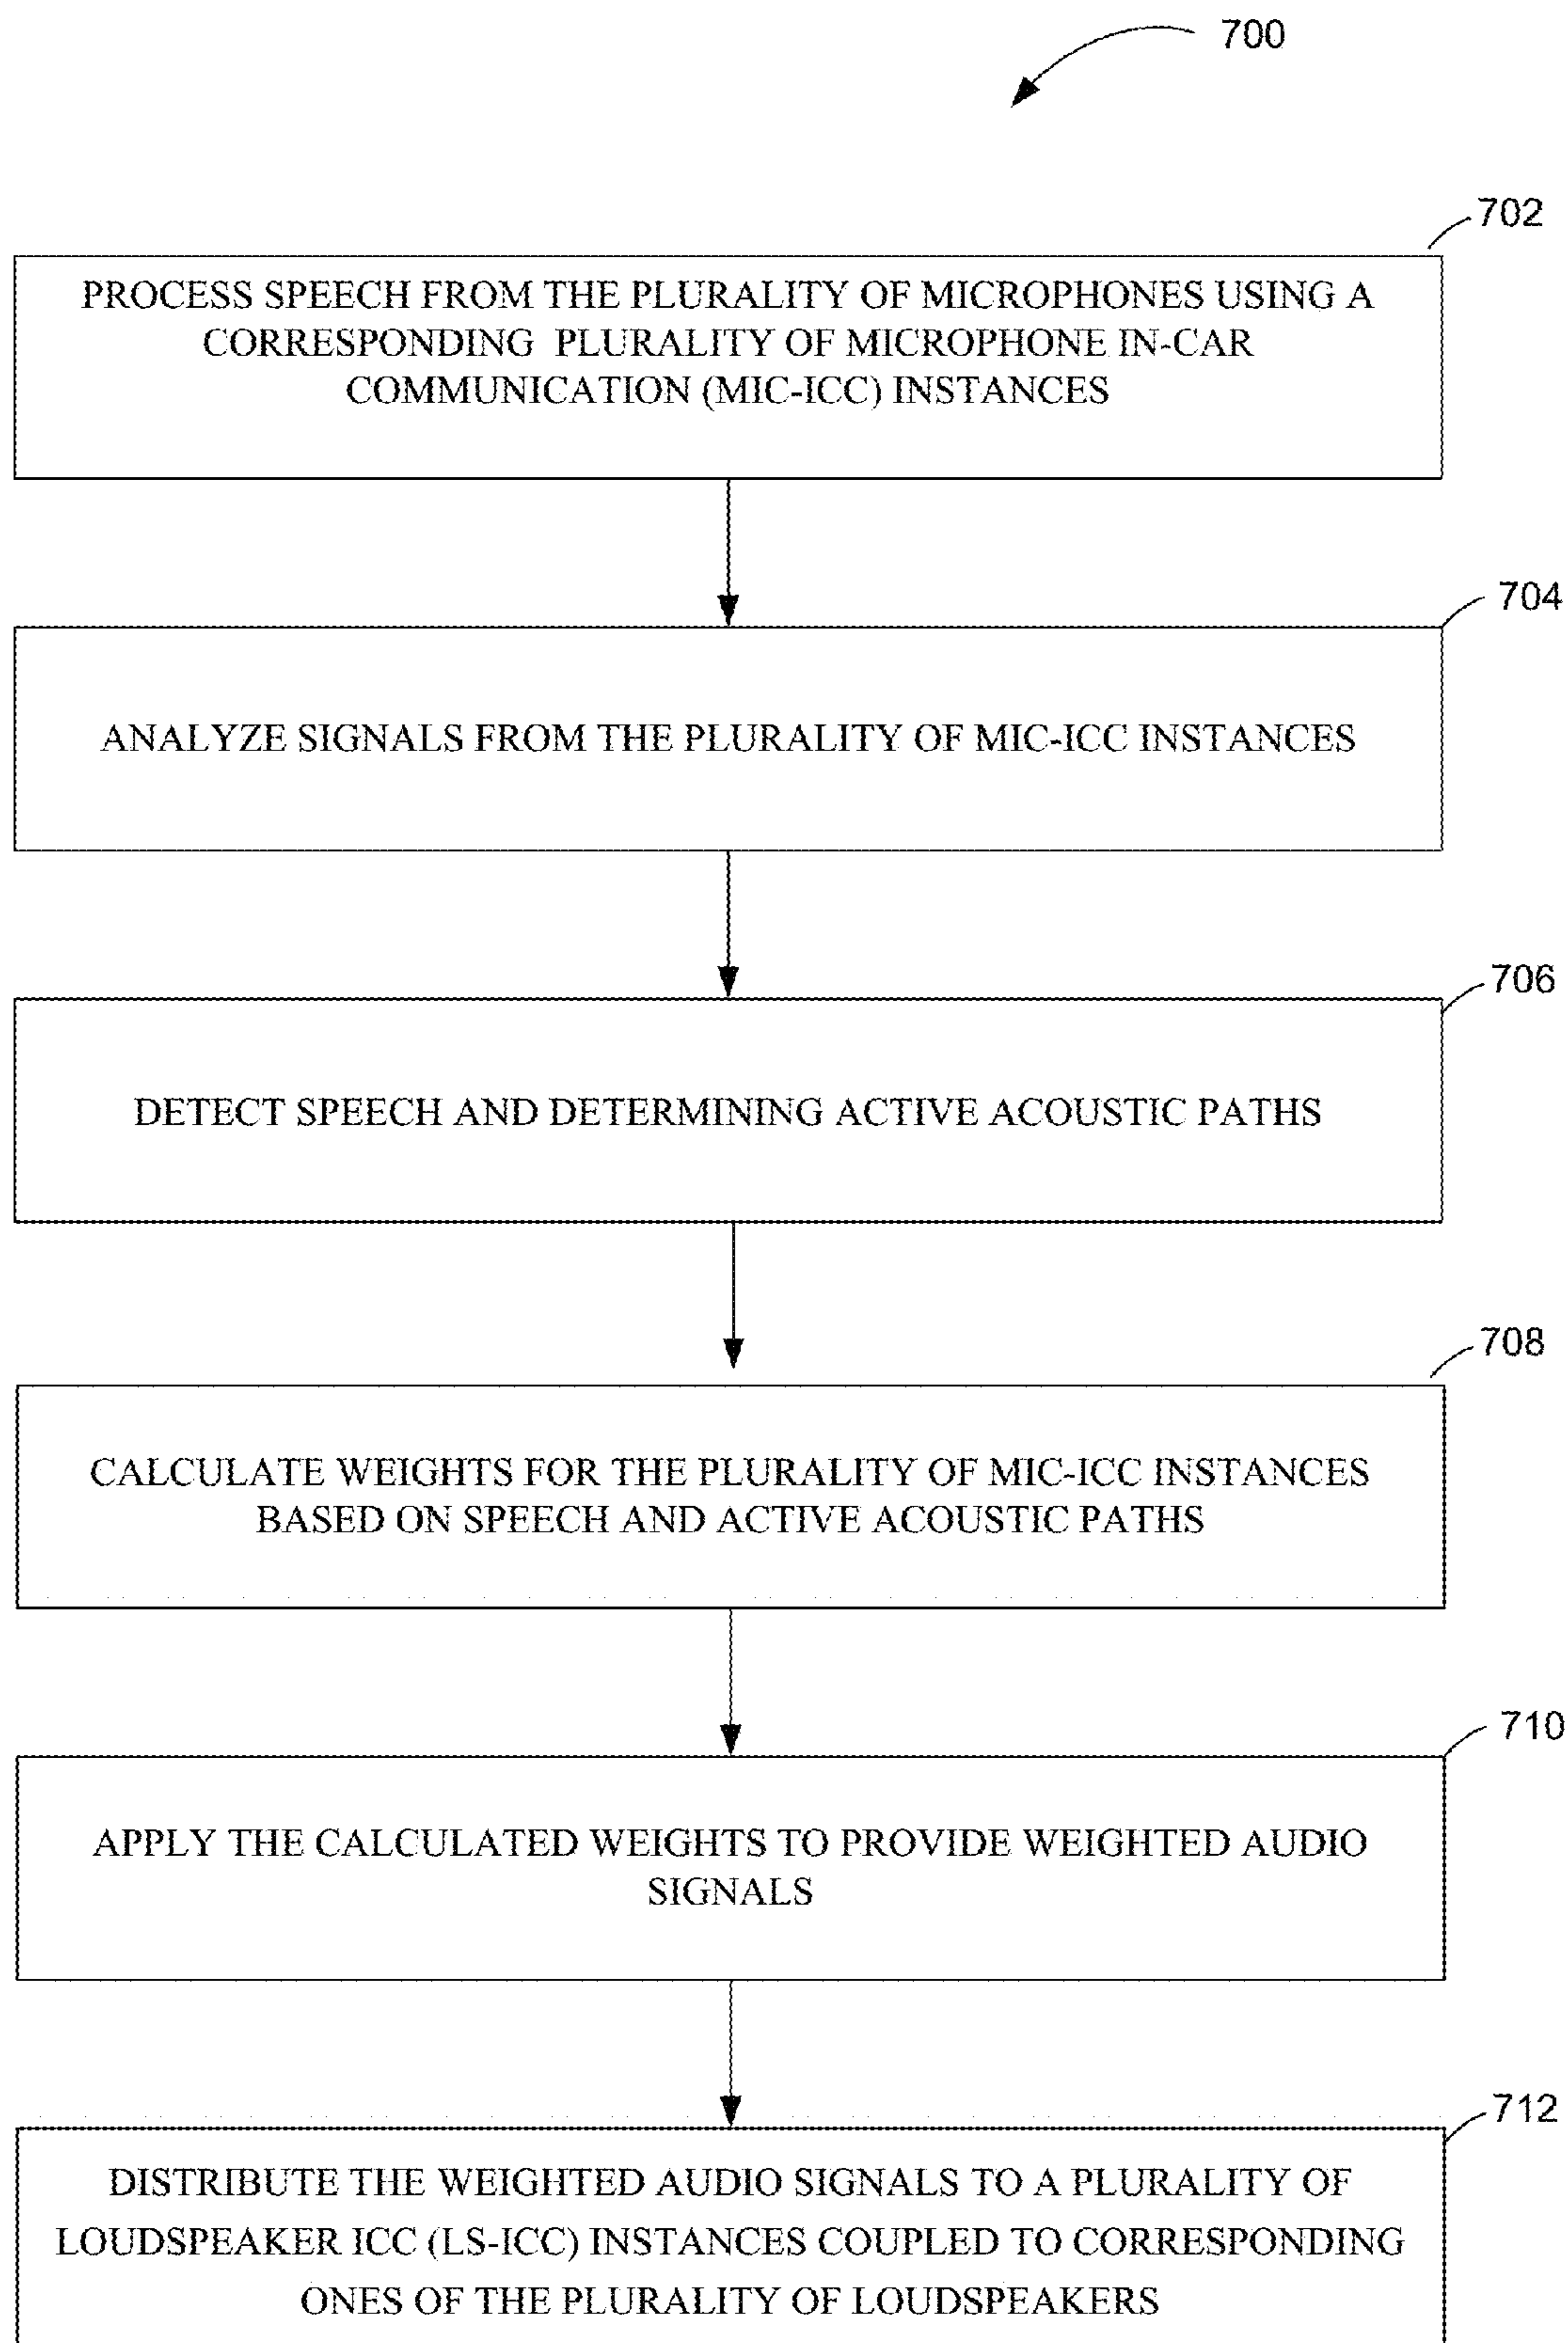 700
702
PROCESS SPEECH FROM THE PLURALITY OF MICROPHONES USING A
CORRESPONDING PLURALITY OF MICROPHONE IN-CAR
COMMUNICATION (MIC-ICC) INSTANCES
704
ANALYZE SIGNALS FROM THE PLURALITY OF MIC-ICC INSTANCES
706
DETECT SPEECH AND DETERMINING ACTIVE ACOUSTIC PATHS
708
CALCULATE WEIGHTS FOR THE PLURALITY OF MIC-ICC INSTANCES
BASED ON SPEECH AND ACTIVE ACOUSTIC PATHS
710
APPLY THE CALCULATED WEIGHTS TO PROVIDE WEIGHTED AUDIO
SIGNALS
712
DISTRIBUTE THE WEIGHTED AUDIO SIGNALS TO A PLURALITY OF
LOUDSPEAKER ICC (LS-ICC) INSTANCES COUPLED TO CORRESPONDING
ONES OF THE PLURALITY OF LOUDSPEAKERS